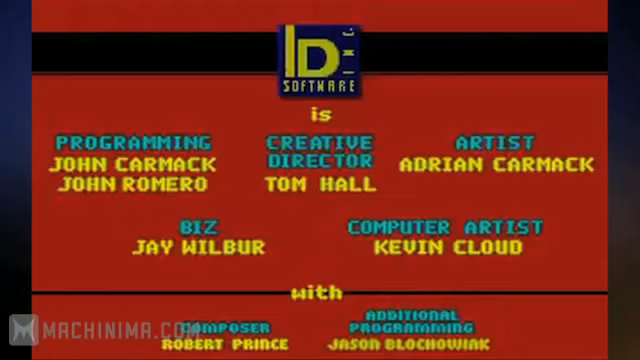 ID
SOFTWARE
INC.
is
PROGRAMMING
JOHN CARMACK
JOHN ROMERO
CREATIVE
DIRECTOR
TOM HALL
ARTIST
ADRIAN CARMACK
BIZ
JAY WILBUR
COMPUTER ARTIST
KEVIN CLOUD
with
COMPOSER
ROBERT PRINCE
ADDITIONAL
PROGRAMMING
JASON BLOCHOWIAK
MACHINIMA.COM